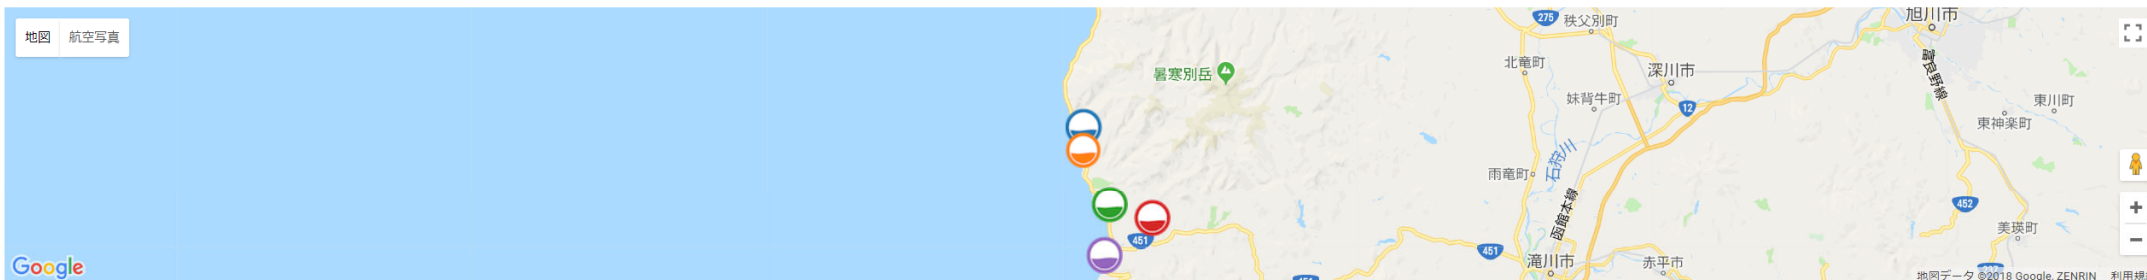 地図 航空写真
275 秩父別町
旭川市
北竜町
深川市
暑寒別岳
妹背牛町
12
富良野線
東川町
東神楽町
石狩川
雨竜町
函館本線
452
美瑛町
451
451
滝川市
赤平市
Google
地図データ ©2018 Google, ZENRIN